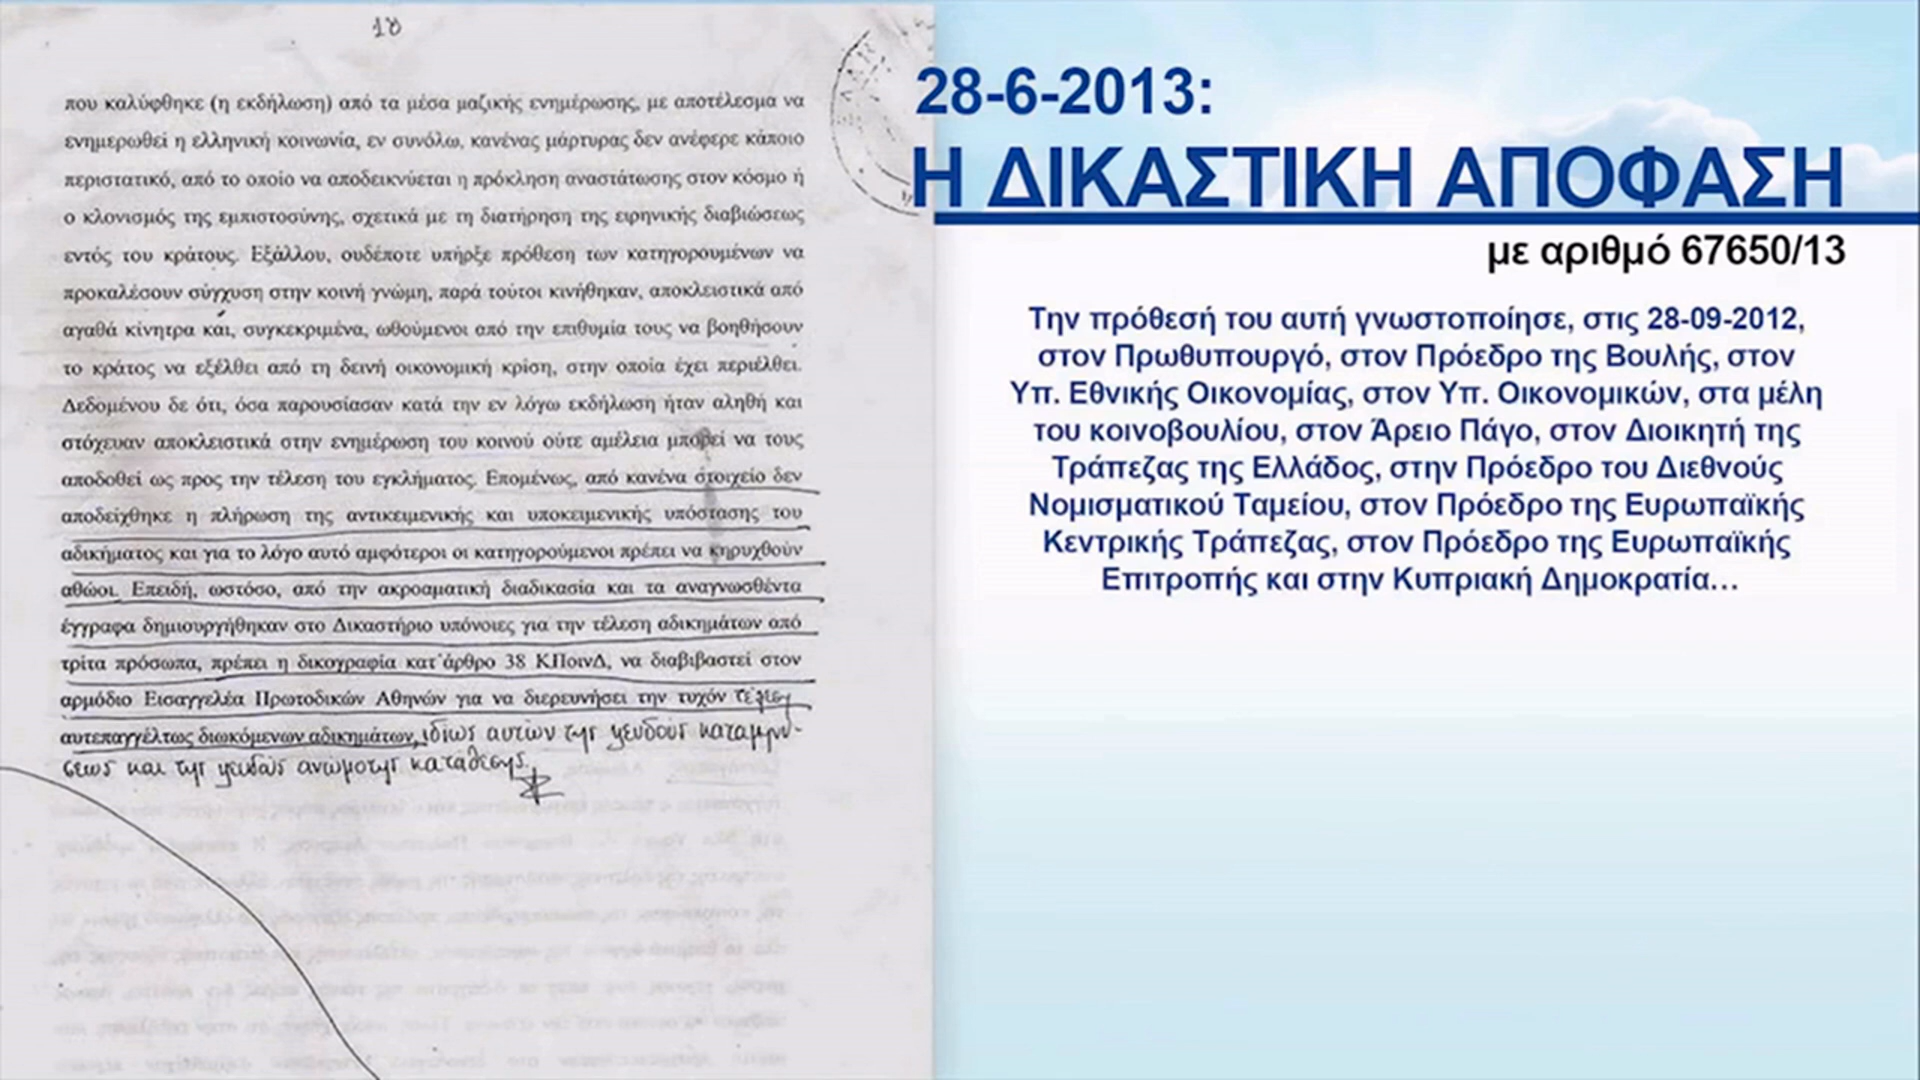 18
που καλύφθηκε (η εκδήλωση) από τα μέσα μαζικής ενημέρωσης, με αποτέλεσμα να
ενημερωθεί η ελληνική κοινωνία, εν συνόλω, κανένας μάρτυρας δεν ανέφερε κάποιο
περιστατικό, από το οποίο να αποδεικνύεται η πρόκληση αναστάτωσης στον κόσμο ή
ο κλονισμός της εμπιστοσύνης, σχετικά με τη διατήρηση της ειρηνικής διαβιώσεως
εντός του κράτους. Εξάλλου, ουδέποτε υπήρξε πρόθεση των κατηγορουμένων να
προκαλέσουν σύγχυση στην κοινή γνώμη, παρά τούτοι κινήθηκαν, αποκλειστικά από
αγαθά κίνητρα και, συγκεκριμένα, ωθούμενοι από την επιθυμία τους να βοηθήσουν
το κράτος να εξέλθει από τη δεινή οικονομική κρίση, στην οποία έχει περιέλθει.
Δεδομένου δε ότι, όσα παρουσίασαν κατά την εν λόγω εκδήλωση ήταν αληθή και
στόχευαν αποκλειστικά στην ενημέρωση του κοινού ούτε αμέλεια μπορεί να τους
αποδοθεί ως προς την τέλεση του εγκλήματος. Επομένως, από κανένα στοιχείο δεν
αποδείχθηκε η πλήρωση της αντικειμενικής και υποκειμενικής υπόστασης του
αδικήματος και για το λόγο αυτό αμφότεροι οι κατηγορούμενοι πρέπει να κηρυχθούν
αθώοι. Επειδή, ωστόσο, από την ακροαματική διαδικασία και τα αναγνωσθέντα
έγγραφα δημιουργήθηκαν στο Δικαστήριο υπόνοιες για την τέλεση αδικημάτων από
τρίτα πρόσωπα, πρέπει η δικογραφία κατ΄άρθρο 38 ΚΠοινΔ, να διαβιβαστεί στον
αρμόδιο Εισαγγελέα Πρωτοδικών Αθηνών για να διερευνήσει την τυχόν τέλεση
αυτεπαγγέλτως διωκόμενων αδικημάτων, ιδίως αυτών της ψευδούς καταμηνύ-
σεως και της ψευδούς ανώμοτης κατάθεσης.
28-6-2013:
Η ΔΙΚΑΣΤΙΚΗ ΑΠΟΦΑΣΗ
με αριθμό 67650/13
Την πρόθεσή του αυτή γνωστοποίησε, στις 28-09-2012,
στον Πρωθυπουργό, στον Πρόεδρο της Βουλής, στον
Υπ. Εθνικής Οικονομίας, στον Υπ. Οικονομικών, στα μέλη
του κοινοβουλίου, στον Άρειο Πάγο, στον Διοικητή της
Τράπεζας της Ελλάδος, στην Πρόεδρο του Διεθνούς
Νομισματικού Ταμείου, στον Πρόεδρο της Ευρωπαϊκής
Κεντρικής Τράπεζας, στον Πρόεδρο της Ευρωπαϊκής
Επιτροπής και στην Κυπριακή Δημοκρατία…